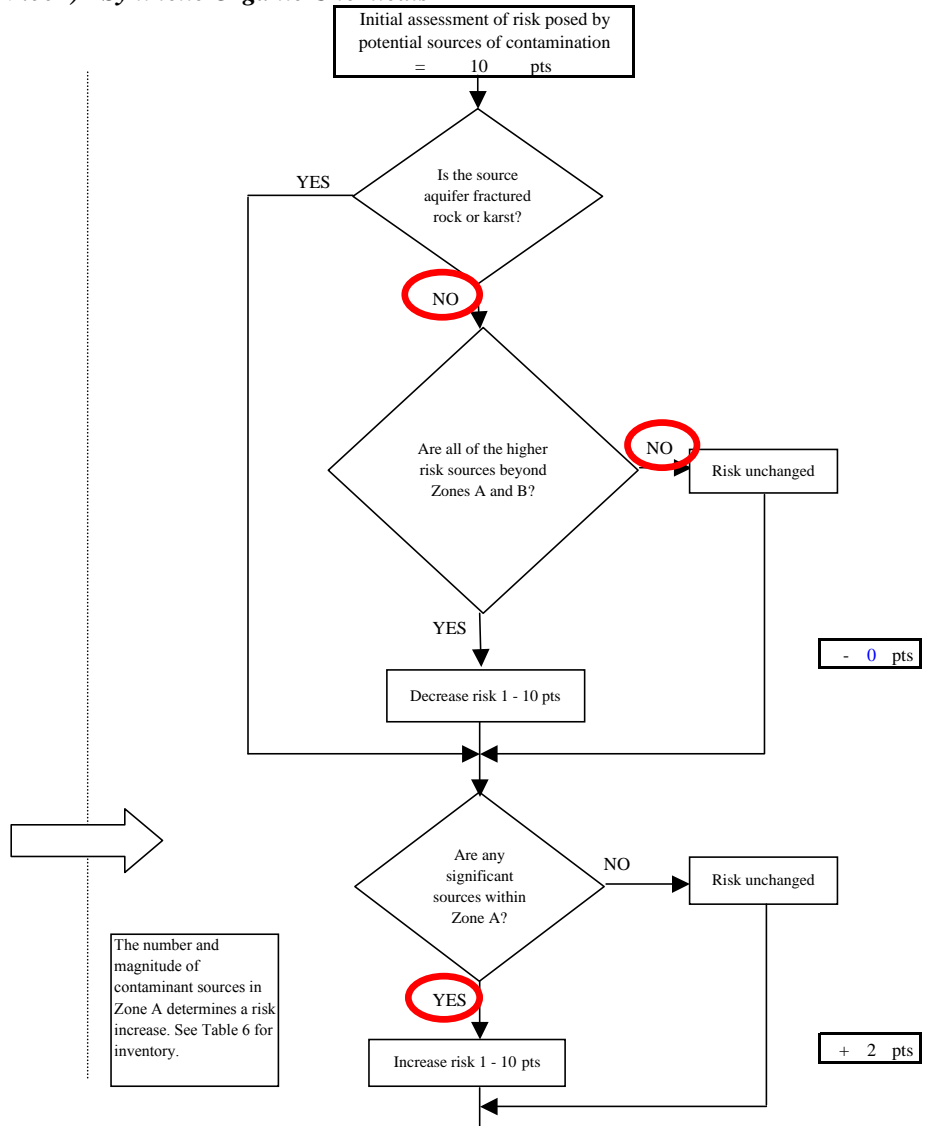 Synthetic Organic Chemicals
Initial assessment of risk posed by
potential sources of contamination
= 10 pts
Is the source
aquifer fractured
rock or karst?
YES
NO
Are all of the higher
risk sources beyond
Zones A and B?
NO
Risk unchanged
YES
- 0 pts
Decrease risk 1 - 10 pts
Are any
significant
sources within
Zone A?
NO
Risk unchanged
The number and
magnitude of
contaminant sources in
Zone A determines a risk
increase. See Table 6 for
inventory.
YES
Increase risk 1 - 10 pts
+ 2 pts